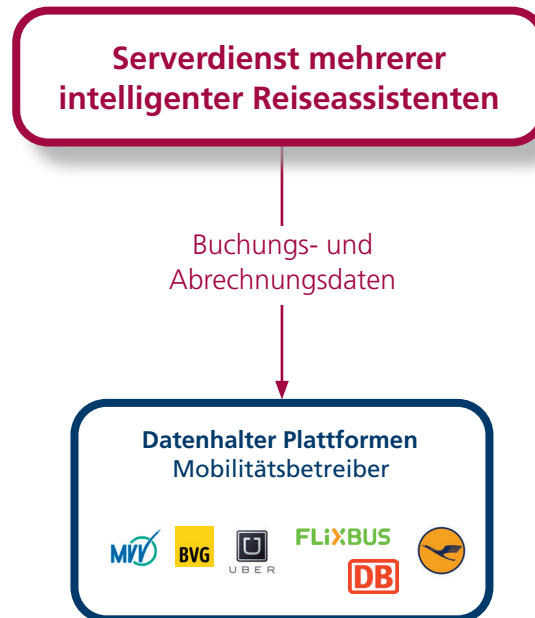 Serverdienst mehrerer
intelligenter Reiseassistenten
Buchungs- und
Abrechnungsdaten
Datenhalter Plattformen
Mobilitätsbetreiber
MVV
BVG
U
UBER
FLiXBUS
DB